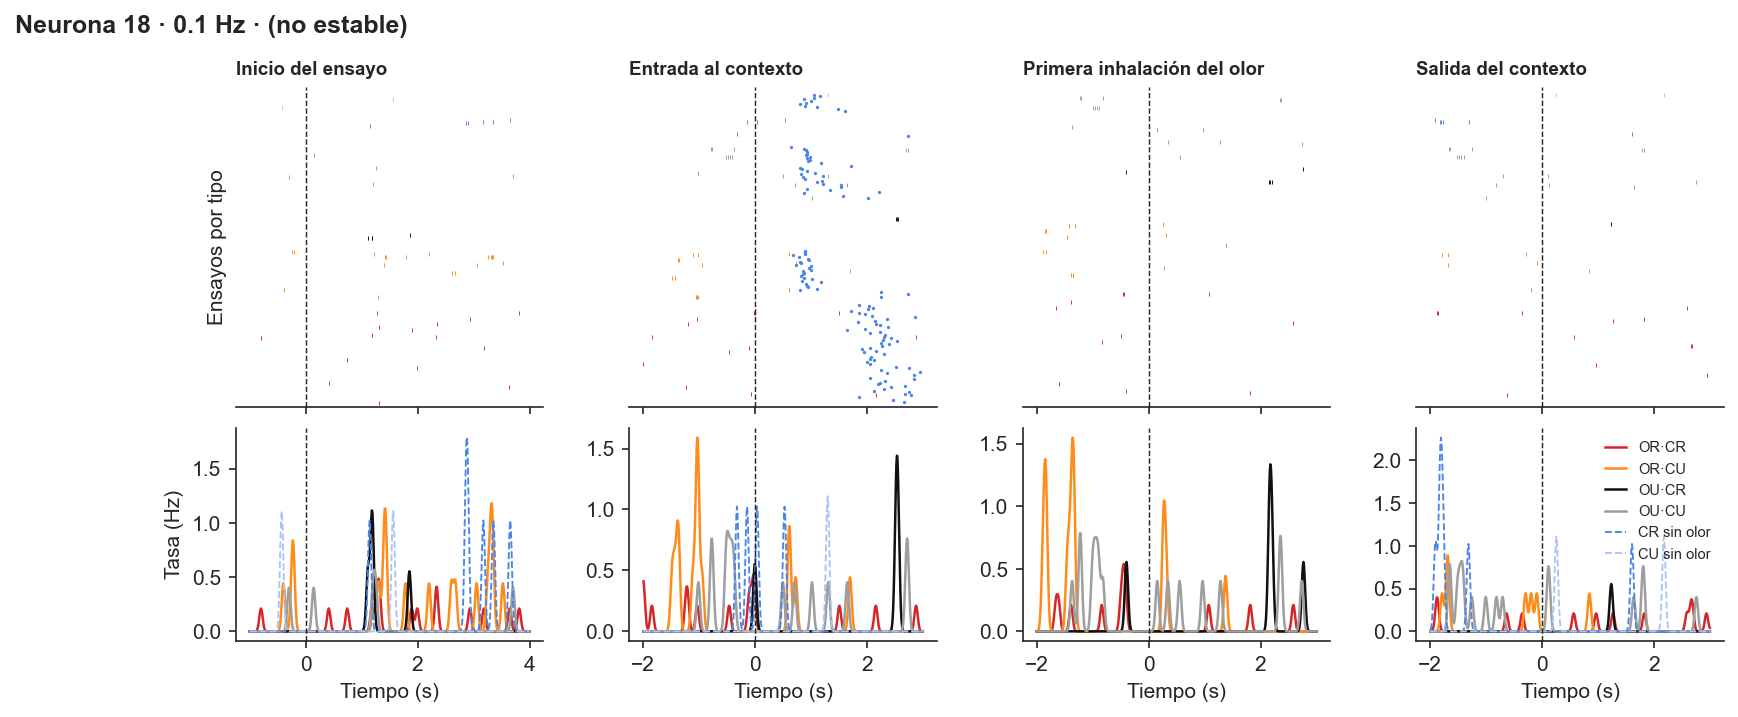 Neurona 18 · 0.1 Hz · (no estable)
Inicio del ensayo
Entrada al contexto
Primera inhalación del olor
Salida del contexto
Ensayos por tipo
Tasa (Hz)
1.5
1.0
0.5
0.0
0
2
4
Tiempo (s)
1.5
1.0
0.5
0.0
−2
0
2
Tiempo (s)
1.5
1.0
0.5
0.0
−2
0
2
Tiempo (s)
2.0
1.5
1.0
0.5
0.0
−2
0
2
Tiempo (s)
OR·CR
OR·CU
OU·CR
OU·CU
CR sin olor
CU sin olor